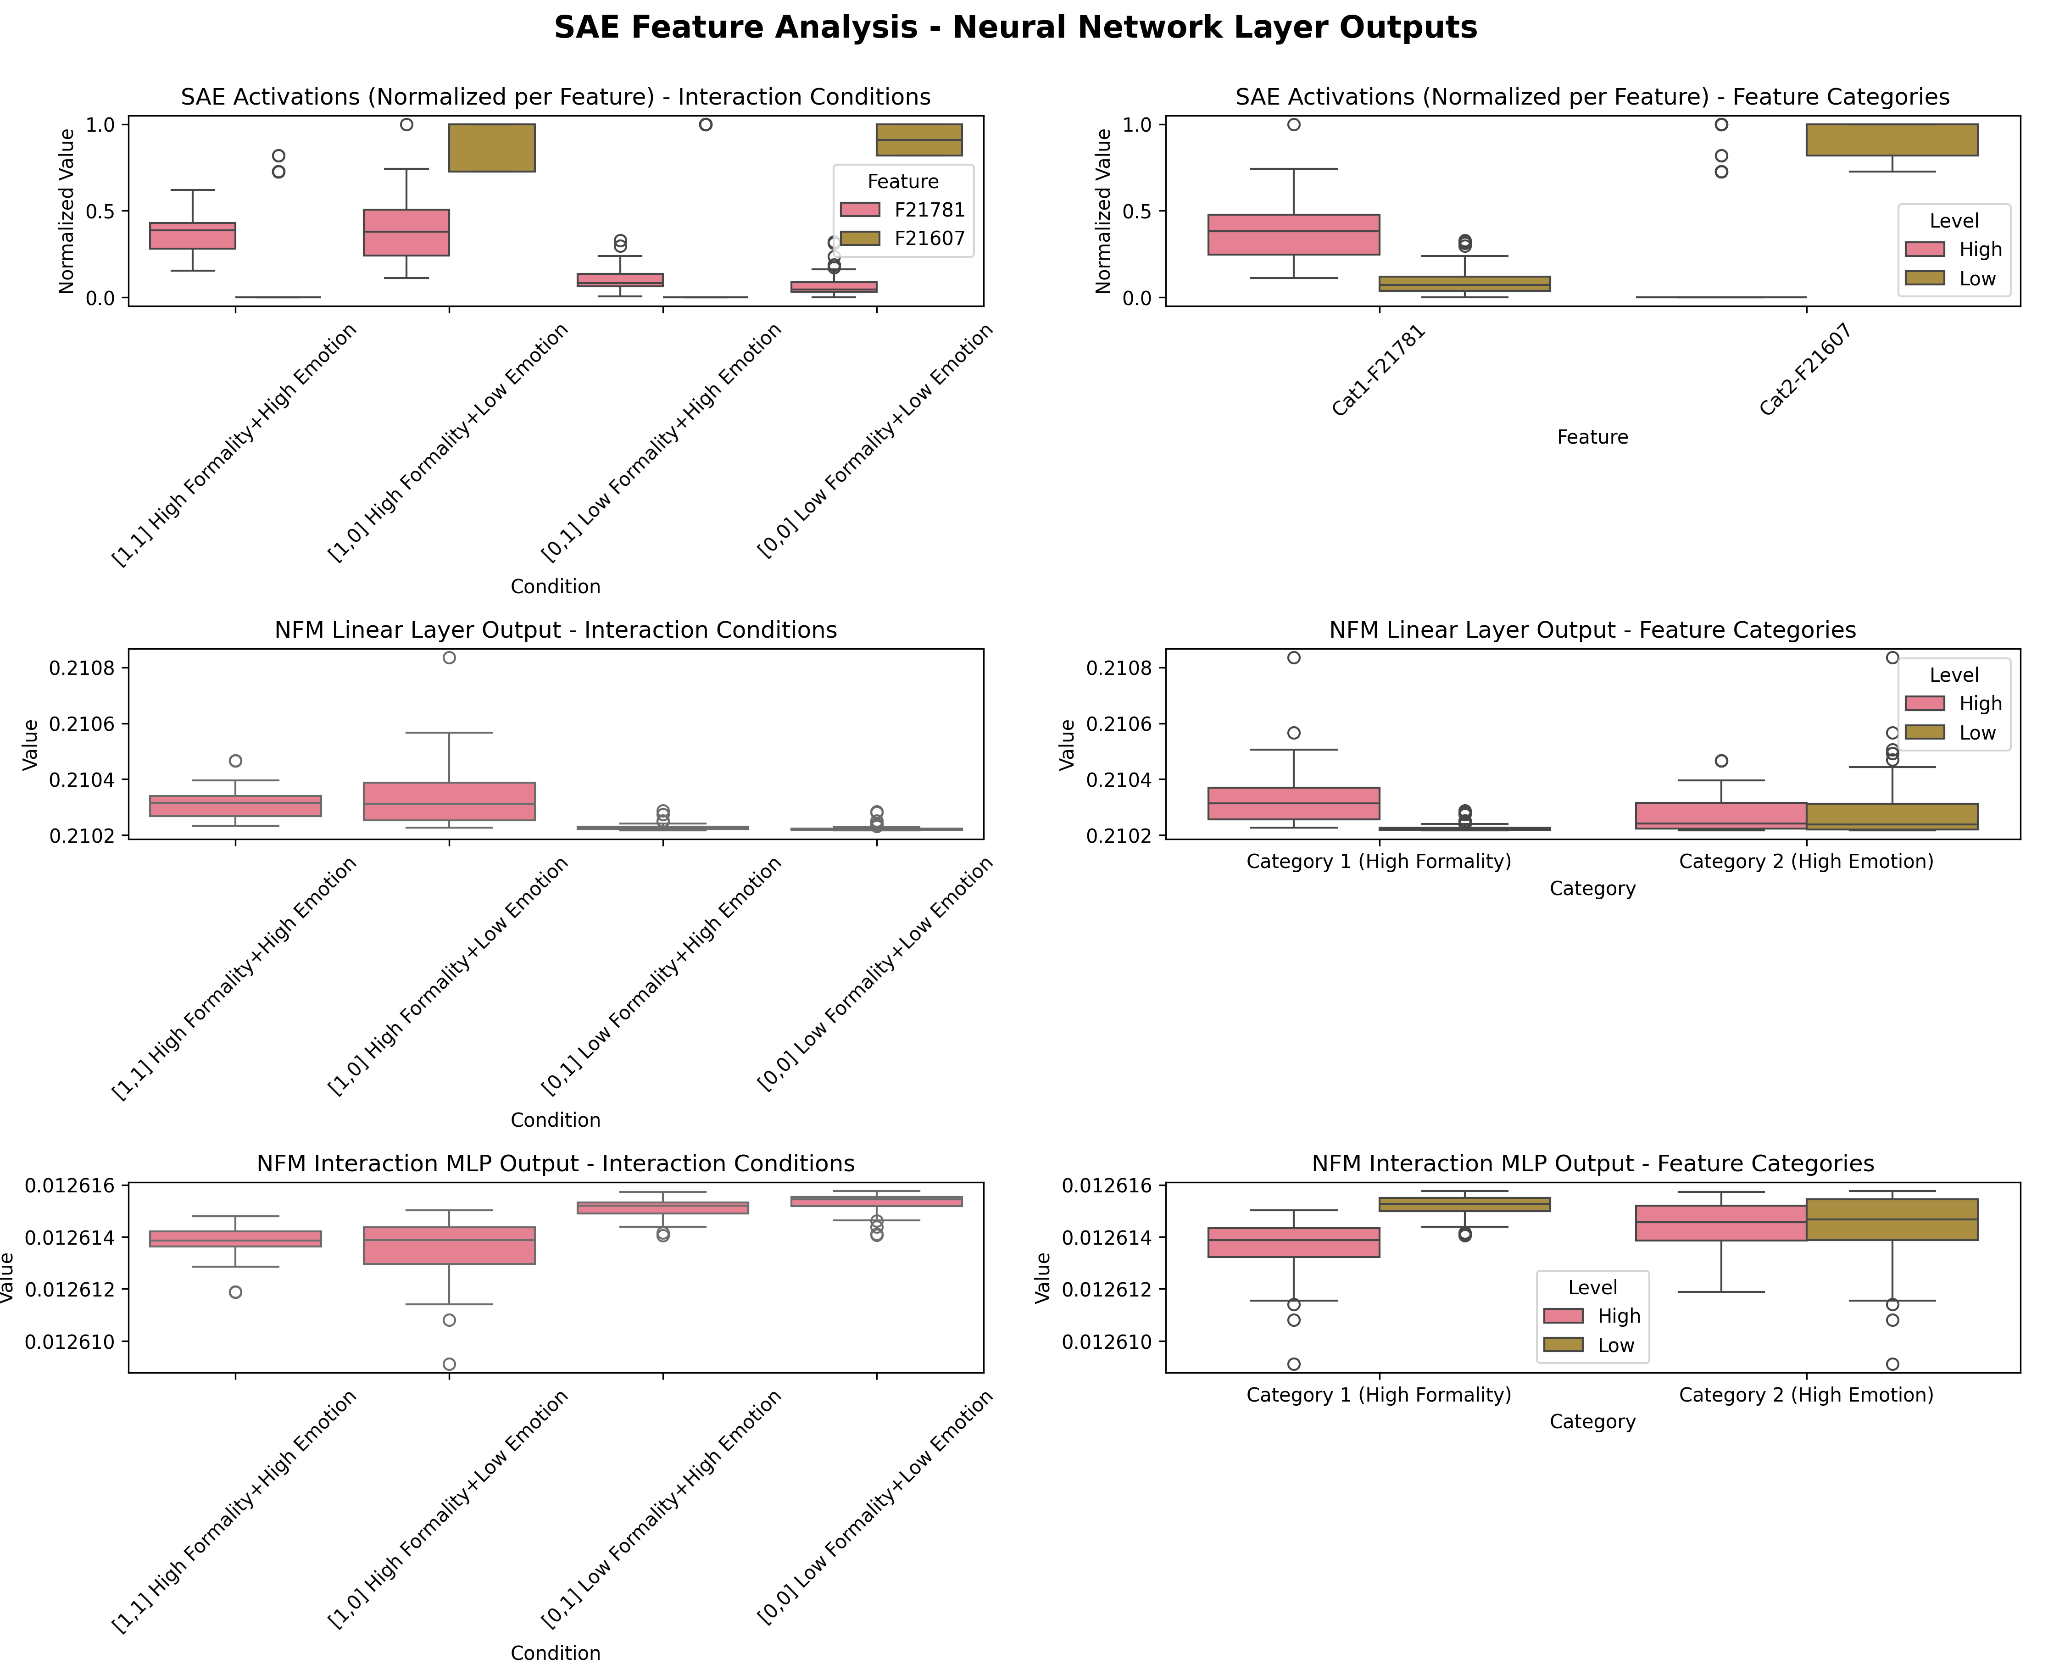 SAE Feature Analysis - Neural Network Layer Outputs
SAE Activations (Normalized per Feature) - Interaction Conditions
Normalized Value
1.0
0.5
0.0
Feature
F21781
F21607
[1,1] High Formality+High Emotion
[1,0] High Formality+Low Emotion
[0,1] Low Formality+High Emotion
[0,0] Low Formality+Low Emotion
Condition
SAE Activations (Normalized per Feature) - Feature Categories
Normalized Value
1.0
0.5
0.0
Level
High
Low
Cat1-F21781
Cat2-F21607
Feature
NFM Linear Layer Output - Interaction Conditions
Value
0.2108
0.2106
0.2104
0.2102
[1,1] High Formality+High Emotion
[1,0] High Formality+Low Emotion
[0,1] Low Formality+High Emotion
[0,0] Low Formality+Low Emotion
Condition
NFM Linear Layer Output - Feature Categories
Value
0.2108
0.2106
0.2104
0.2102
Level
High
Low
Category 1 (High Formality)
Category 2 (High Emotion)
Category
NFM Interaction MLP Output - Interaction Conditions
Value
0.012616
0.012614
0.012612
0.012610
[1,1] High Formality+High Emotion
[1,0] High Formality+Low Emotion
[0,1] Low Formality+High Emotion
[0,0] Low Formality+Low Emotion
Condition
NFM Interaction MLP Output - Feature Categories
Value
0.012616
0.012614
0.012612
0.012610
Level
High
Low
Category 1 (High Formality)
Category 2 (High Emotion)
Category